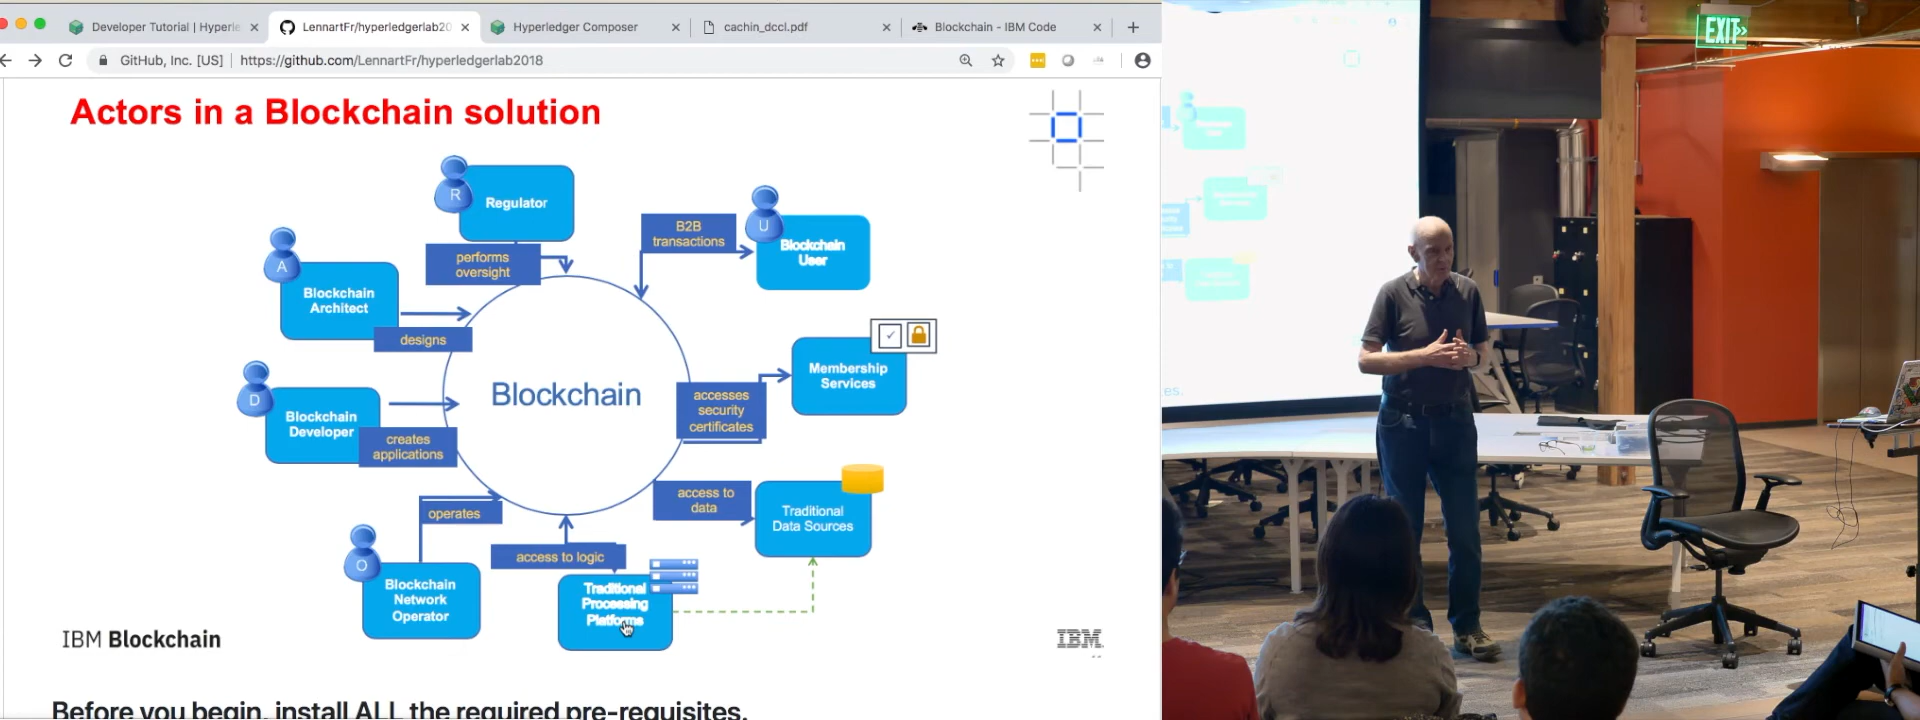 Developer Tutorial | Hyperle
LennartFr/hyperledgerlab20
Hyperledger Composer
cachin_dccl.pdf
Blockchain - IBM Code
GitHub, Inc. [US]
https://github.com/LennartFr/hyperledgerlab2018
Actors in a Blockchain solution
R
Regulator
performs
oversight
B2B
transactions
U
Blockchain
User
A
Blockchain
Architect
designs
Membership
Services
D
Blockchain
Developer
creates
applications
Blockchain
accesses
security
certificates
operates
access to
data
Traditional
Data Sources
access to logic
O
Blockchain
Network
Operator
Traditional
Processing
Platforms
IBM Blockchain
IBM
Before you begin, install ALL the required pre-requisites.
EXIT
es.